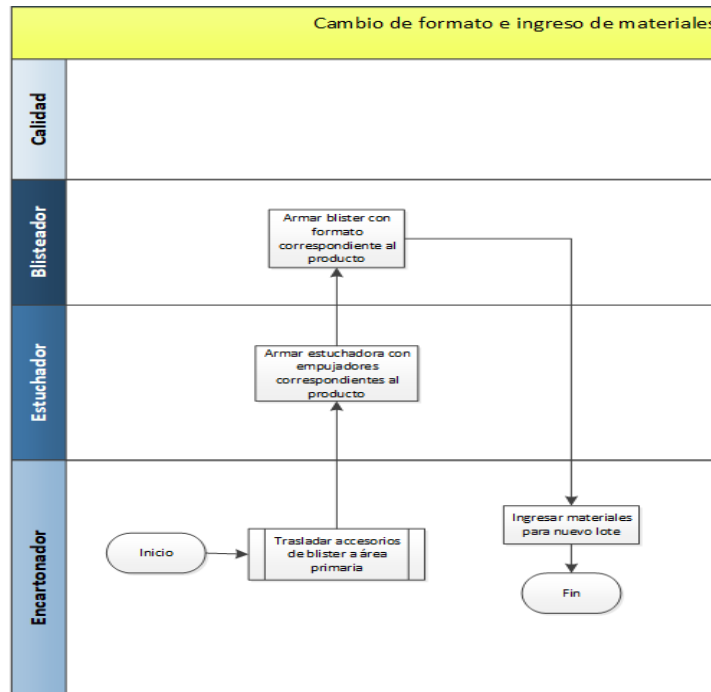 Cambio de formato e ingreso de materiales
Calidad
Blisteador
Armar blister con
formato
correspondiente al
producto
Estuchador
Armar estuchadora con
empujadores
correspondientes al
producto
Encartonador
Inicio
Trasladar accesorios
de blister a área
primaria
Ingresar materiales
para nuevo lote
Fin